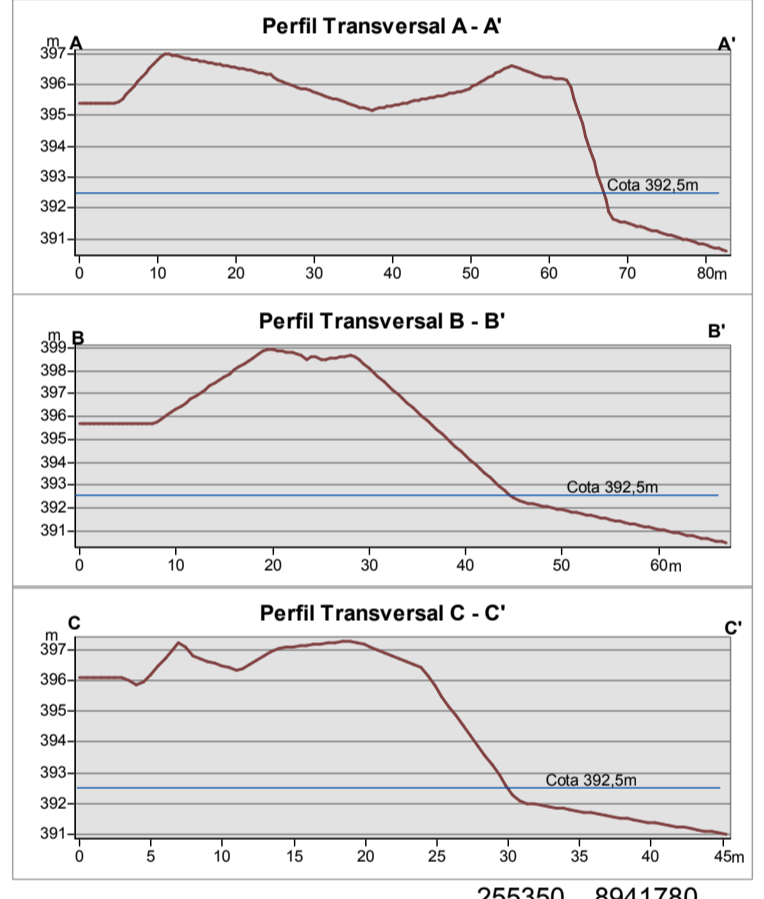 Perfil Transversal A - A'
m A A'
397
396
395
394
393
392
391
Cota 392,5m
0 10 20 30 40 50 60 70 80m
Perfil Transversal B - B'
m B B'
399
398
397
396
395
394
393
392
391
Cota 392,5m
0 10 20 30 40 50 60m
Perfil Transversal C - C'
m C C'
397
396
395
394
393
392
391
Cota 392,5m
0 5 10 15 20 25 30 35 40 45m
255350 8941780